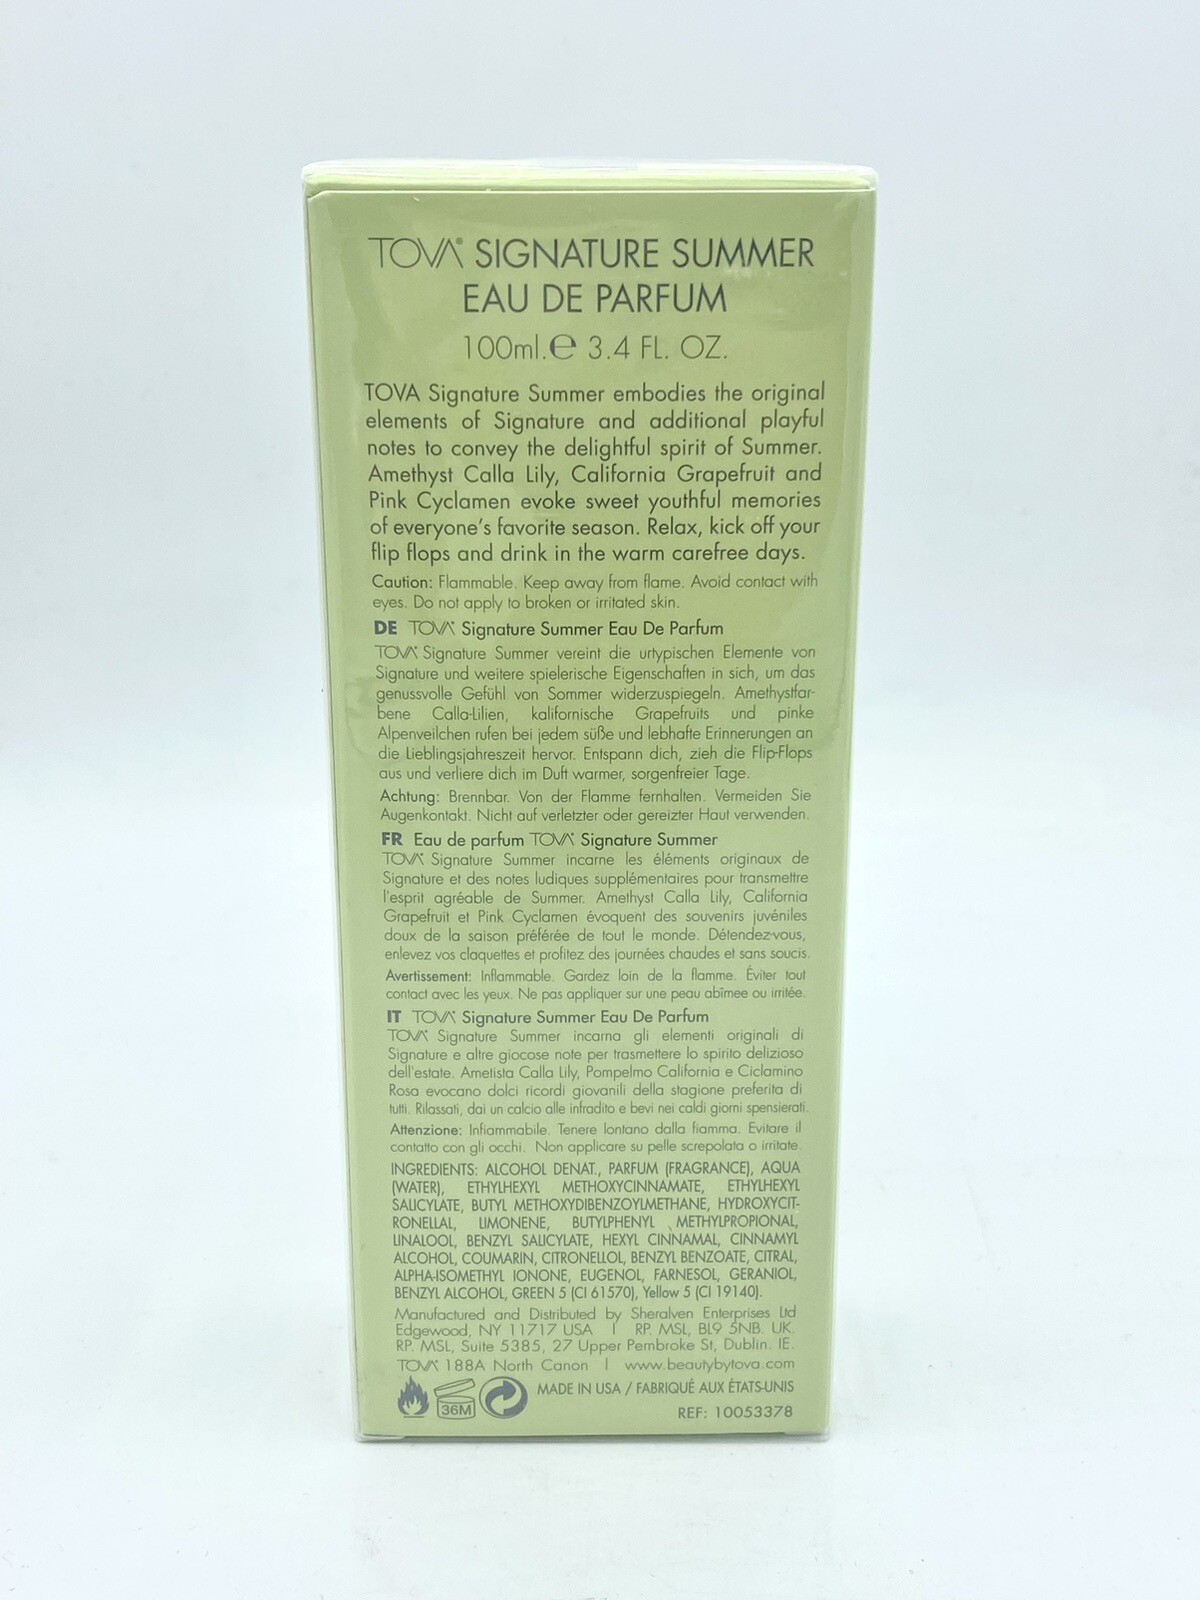 TOVA® SIGNATURE SUMMER
EAU DE PARFUM
100ml.℮ 3.4 FL. OZ.
TOVA Signature Summer embodies the original
elements of Signature and additional playful
notes to convey the delightful spirit of Summer.
Amethyst Calla Lily, California Grapefruit and
Pink Cyclamen evoke sweet youthful memories
of everyone's favorite season. Relax, kick off your
flip flops and drink in the warm carefree days.
Caution: Flammable. Keep away from flame. Avoid contact with
eyes. Do not apply to broken or irritated skin.
DE TOVA® Signature Summer Eau De Parfum
TOVA® Signature Summer vereint die urtypischen Elemente von
Signature und weitere spielerische Eigenschaften in sich, um das
genussvolle Gefühl von Sommer widerzuspiegeln. Amethystfar-
bene Calla-Lilien, kalifornische Grapefruits und pinke
Alpenveilchen rufen bei jedem süße und lebhafte Erinnerungen an
die Lieblingsjahreszeit hervor. Entspann dich, zieh die Flip-Flops
aus und verliere dich im Duft warmer, sorgenfreier Tage.
Achtung: Brennbar. Von der Flamme fernhalten. Vermeiden Sie
Augenkontakt. Nicht auf verletzter oder gereizter Haut verwenden.
FR Eau de parfum TOVA® Signature Summer
TOVA® Signature Summer incarne les éléments originaux de
Signature et des notes ludiques supplémentaires pour transmettre
l'esprit agréable de Summer. Amethyst Calla Lily, California
Grapefruit et Pink Cyclamen évoquent des souvenirs juvéniles
doux de la saison préférée de tout le monde. Détendez-vous,
enlevez vos claquettes et profitez des journées chaudes et sans soucis.
Avertissement: Inflammable. Gardez loin de la flamme. Éviter tout
contact avec les yeux. Ne pas appliquer sur une peau abîmee ou irritée.
IT TOVA® Signature Summer Eau De Parfum
TOVA® Signature Summer incarna gli elementi originali di
Signature e altre giocose note per trasmettere lo spirito delizioso
dell'estate. Ametista Calla Lily, Pompelmo California e Ciclamino
Rosa evocano dolci ricordi giovanili della stagione preferita di
tutti. Rilassati, dai un calcio alle infradito e bevi nei caldi giorni spensierati.
Attenzione: Infiammabile. Tenere lontano dalla fiamma. Evitare il
contatto con gli occhi. Non applicare su pelle screpolata o irritate.
INGREDIENTS: ALCOHOL DENAT., PARFUM (FRAGRANCE), AQUA
(WATER), ETHYLHEXYL METHOXYCINNAMATE, ETHYLHEXYL
SALICYLATE, BUTYL METHOXYDIBENZOYLMETHANE, HYDROXYCIT-
RONELLAL, LIMONENE, BUTYLPHENYL METHYLPROPIONAL,
LINALOOL, BENZYL SALICYLATE, HEXYL CINNAMAL, CINNAMYL
ALCOHOL, COUMARIN, CITRONELLOL, BENZYL BENZOATE, CITRAL,
ALPHA-ISOMETHYL IONONE, EUGENOL, FARNESOL, GERANIOL,
BENZYL ALCOHOL, GREEN 5 (CI 61570), Yellow 5 (CI 19140).
Manufactured and Distributed by Sheralven Enterprises Ltd
Edgewood, NY 11717 USA | RP. MSL, BL9 5NB. UK.
RP. MSL, Suite 5385, 27 Upper Pembroke St, Dublin. IE.
TOVA® 188A North Canon | www.beautybytova.com
36M MADE IN USA / FABRIQUÉ AUX ÉTATS-UNIS
REF: 10053378